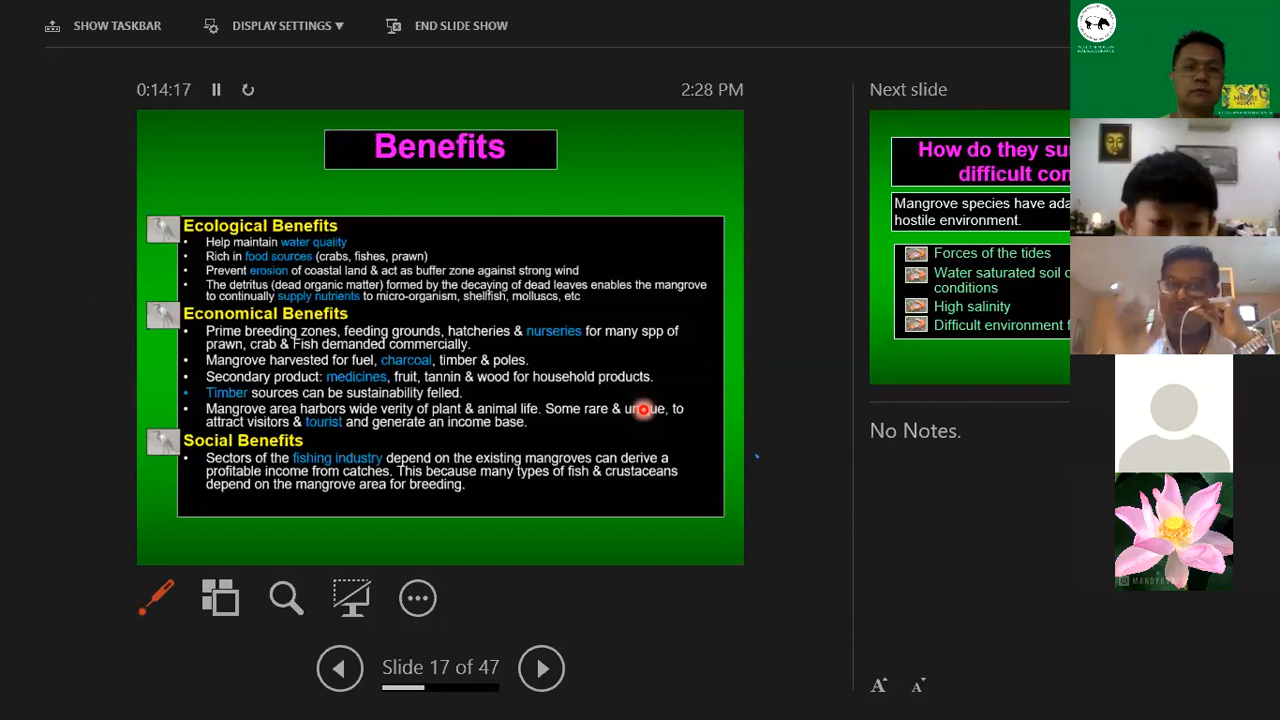 SHOW TASKBAR
DISPLAY SETTINGS ▼
END SLIDE SHOW
0:14:17
2:28 PM
Benefits
Ecological Benefits
• Help maintain water quality
• Rich in food sources (crabs, fishes, prawn)
• Prevent erosion of coastal land & act as buffer zone against strong wind
• The detritus (dead organic matter) formed by the decaying of dead leaves enables the mangrove
to continually supply nutrients to micro-organism, shellfish, molluscs, etc
Economical Benefits
• Prime breeding zones, feeding grounds, hatcheries & nurseries for many spp of
prawn, crab & Fish demanded commercially.
• Mangrove harvested for fuel, charcoal, timber & poles.
• Secondary product: medicines, fruit, tannin & wood for household products.
• Timber sources can be sustainability felled.
• Mangrove area harbors wide verity of plant & animal life. Some rare & unique, to
attract visitors & tourist and generate an income base.
Social Benefits
• Sectors of the fishing industry depend on the existing mangroves can derive a
profitable income from catches. This because many types of fish & crustaceans
depend on the mangrove area for breeding.
Slide 17 of 47
Next slide
How do they su
difficult con
Mangrove species have ada
hostile environment.
Forces of the tides
Water saturated soil o
conditions
High salinity
Difficult environment f
No Notes.
A A
MANDYKSAY